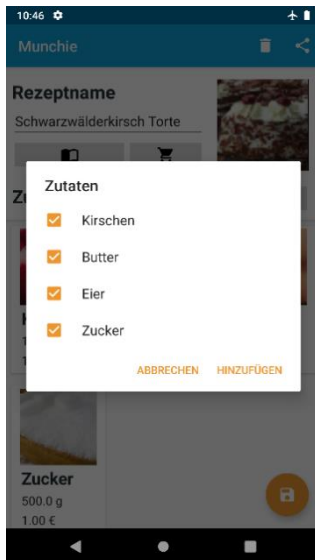 10:46
Munchie
Rezeptname
Schwarzwälderkirsch Torte
Zutaten
Kirschen
Butter
Eier
Zucker
ABBRECHEN HINZUFÜGEN
Zucker
500.0 g
1.00 €